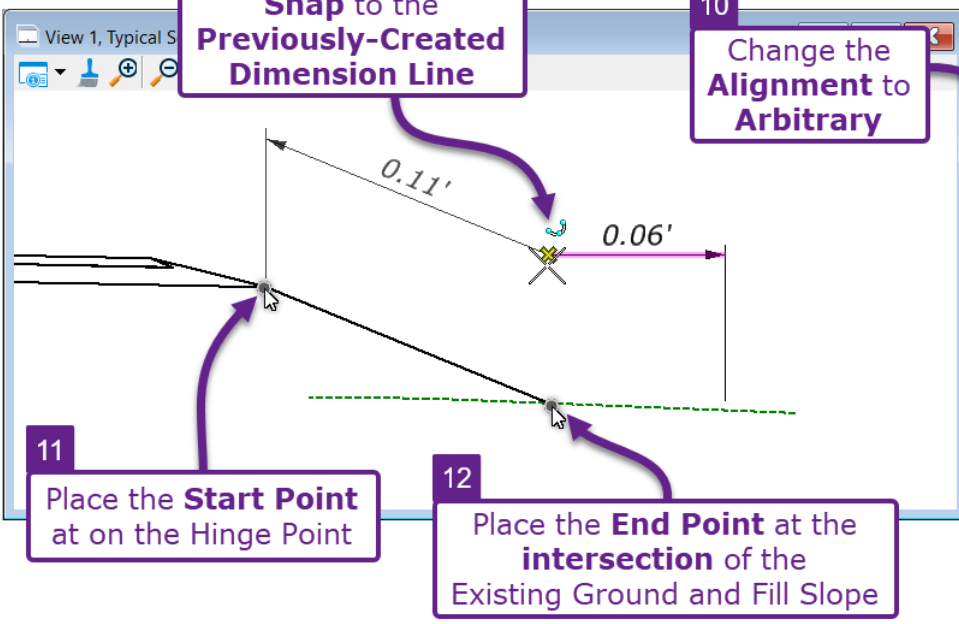 Snap to the
Previously-Created
Dimension Line
10
Change the
Alignment to
Arbitrary
View 1, Typical S
0.11'
0.06'
11
Place the Start Point
at on the Hinge Point
12
Place the End Point at the
intersection of the
Existing Ground and Fill Slope